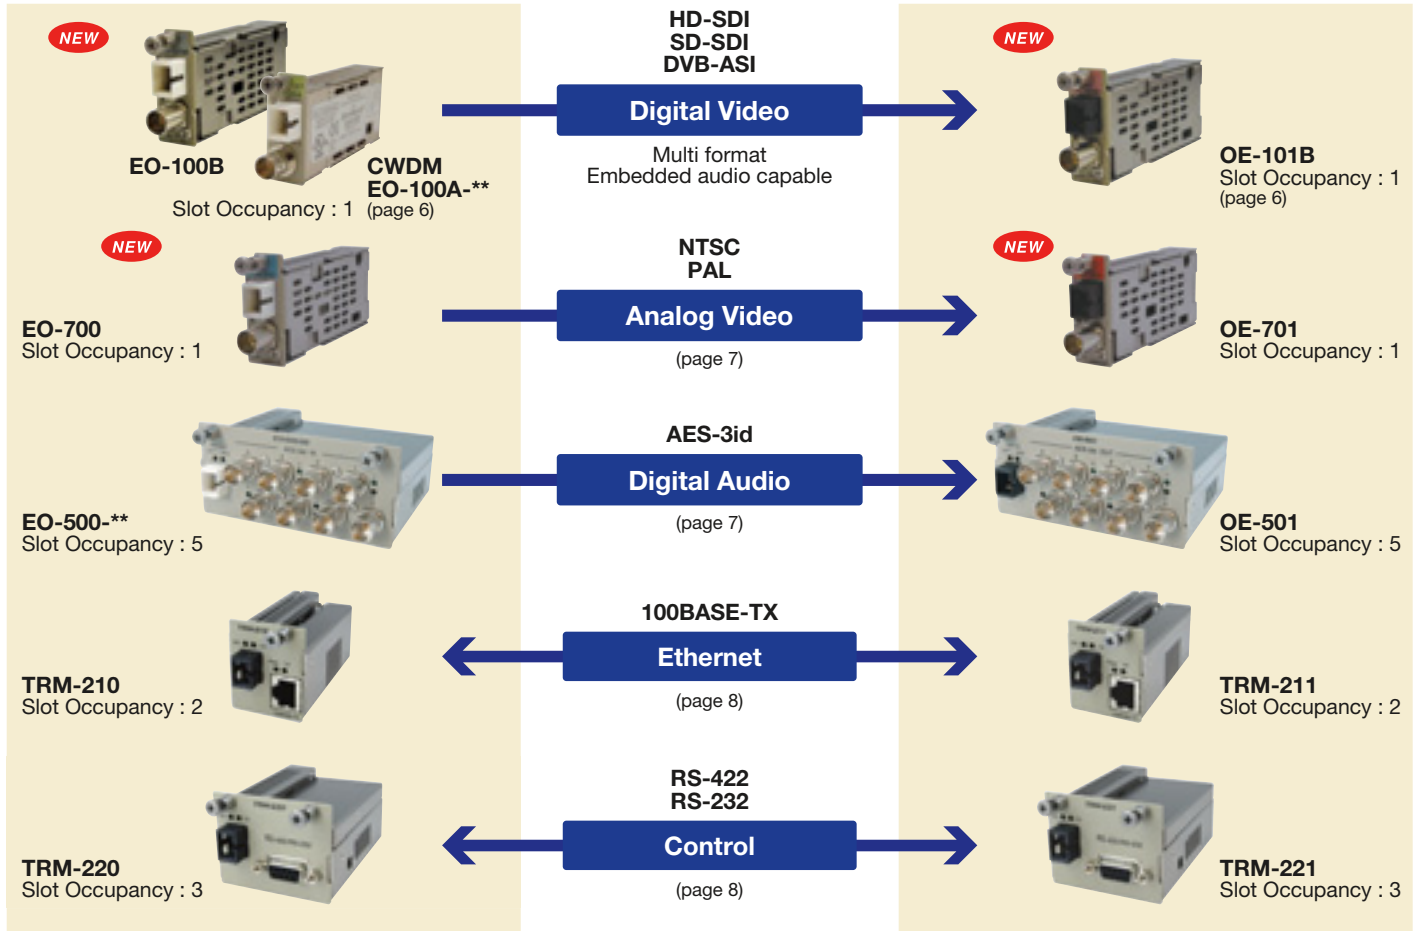 NEW
HD-SDI
SD-SDI
DVB-ASI
Digital Video
Multi format
Embedded audio capable
EO-100B
CWDM
EO-100A-**
Slot Occupancy : 1 (page 6)
NEW
OE-101B
Slot Occupancy : 1
(page 6)
NEW
EO-700
Slot Occupancy : 1
NTSC
PAL
Analog Video
(page 7)
NEW
OE-701
Slot Occupancy : 1
EO-500-**
Slot Occupancy : 5
AES-3id
Digital Audio
(page 7)
OE-501
Slot Occupancy : 5
TRM-210
Slot Occupancy : 2
100BASE-TX
Ethernet
(page 8)
TRM-211
Slot Occupancy : 2
TRM-220
Slot Occupancy : 3
RS-422
RS-232
Control
(page 8)
TRM-221
Slot Occupancy : 3